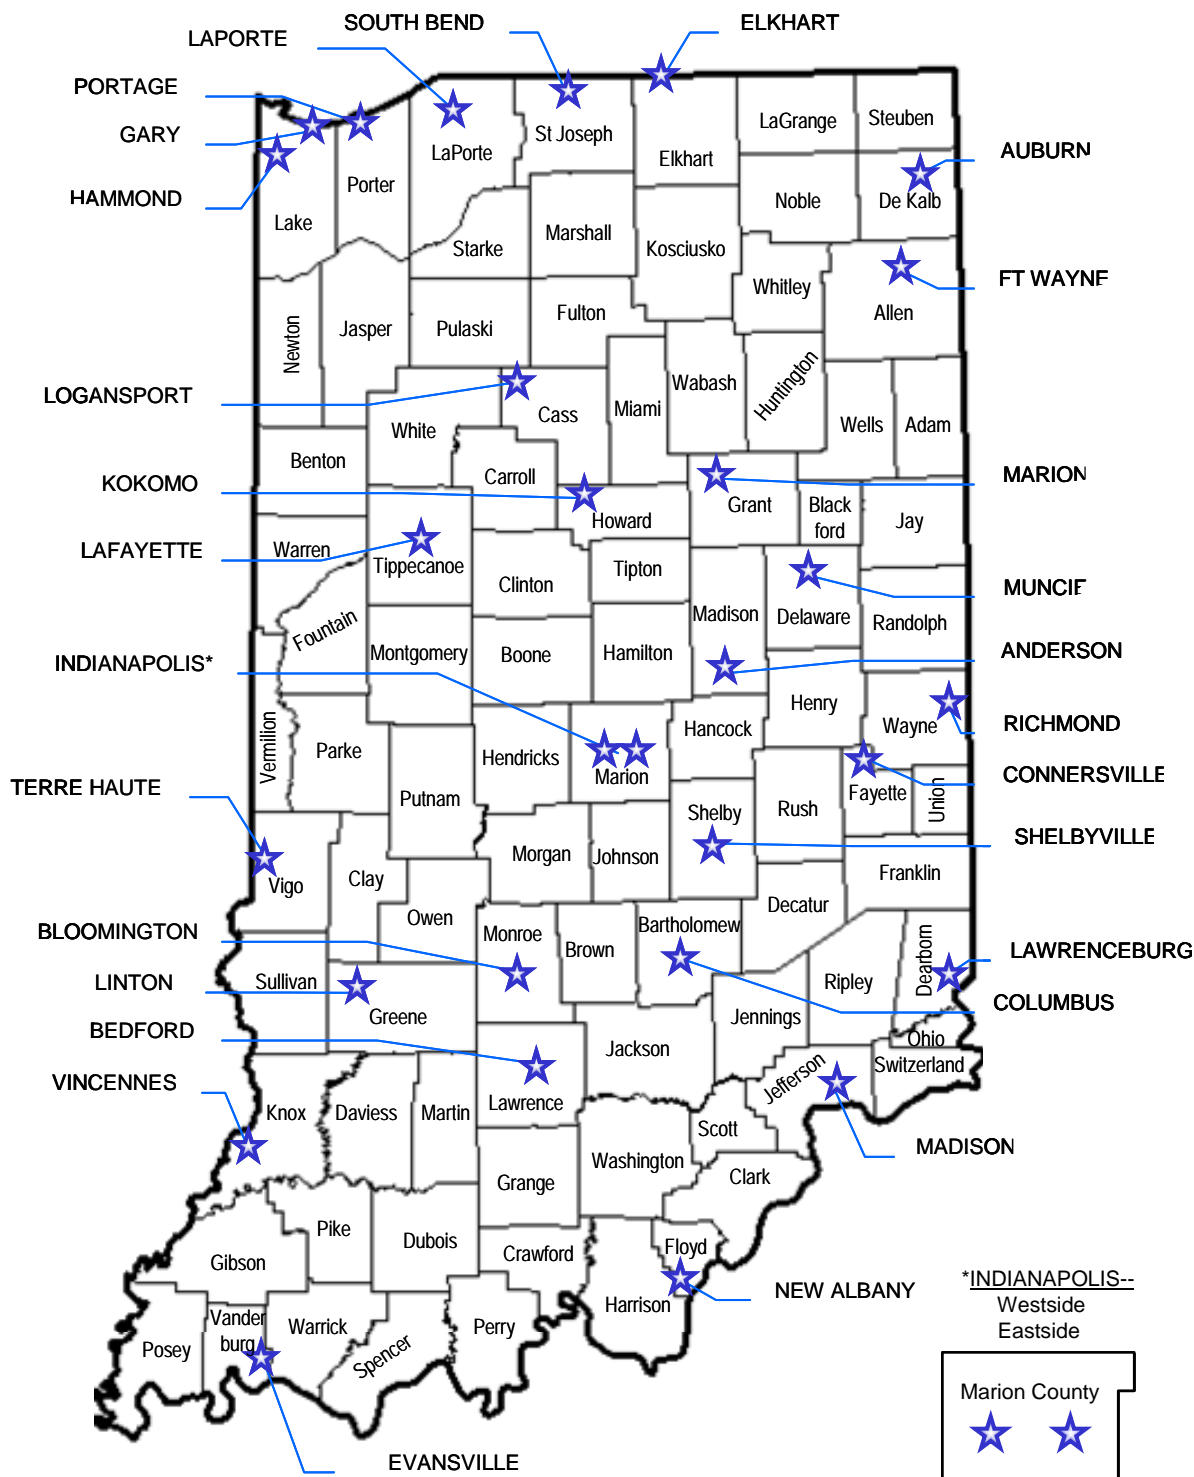 SOUTH BEND
ELKHART
LAPORTE
PORTAGE
GARY
HAMMOND
AUBURN
FT WAYNE
LOGANSPORT
KOKOMO
LAFAYETTE
MARION
MUNCIE
INDIANAPOLIS*
ANDERSON
RICHMOND
CONNERSVILLE
TERRE HAUTE
SHELBYVILLE
BLOOMINGTON
LINTON
BEDFORD
VINCENNES
LAWRENCEBURG
COLUMBUS
MADISON
NEW ALBANY
EVANSVILLE
LaPorte
St Joseph
Elkhart
LaGrange
Steuben
Lake
Porter
Starke
Marshall
Kosciusko
Noble
De Kalb
Whitley
Allen
Newton
Jasper
Pulaski
Fulton
Wabash
Huntington
Wells
Adam
White
Cass
Miami
Benton
Carroll
Howard
Grant
Black
ford
Jay
Warren
Tippecanoe
Clinton
Tipton
Madison
Delaware
Randolph
Fountain
Montgomery
Boone
Hamilton
Henry
Wayne
Vermilion
Parke
Putnam
Hendricks
Marion
Hancock
Rush
Fayette
Union
Vigo
Clay
Owen
Morgan
Johnson
Shelby
Decatur
Franklin
Sullivan
Greene
Monroe
Brown
Bartholomew
Jennings
Ripley
Dearborn
Ohio
Switzerland
Jefferson
Jackson
Lawrence
Knox
Daviess
Martin
Scott
Washington
Clark
Grange
Gibson
Pike
Dubois
Crawford
Floyd
Harrison
Posey
Vander
burg
Warrick
Spencer
Perry
*INDIANAPOLIS--
Westside
Eastside
Marion County